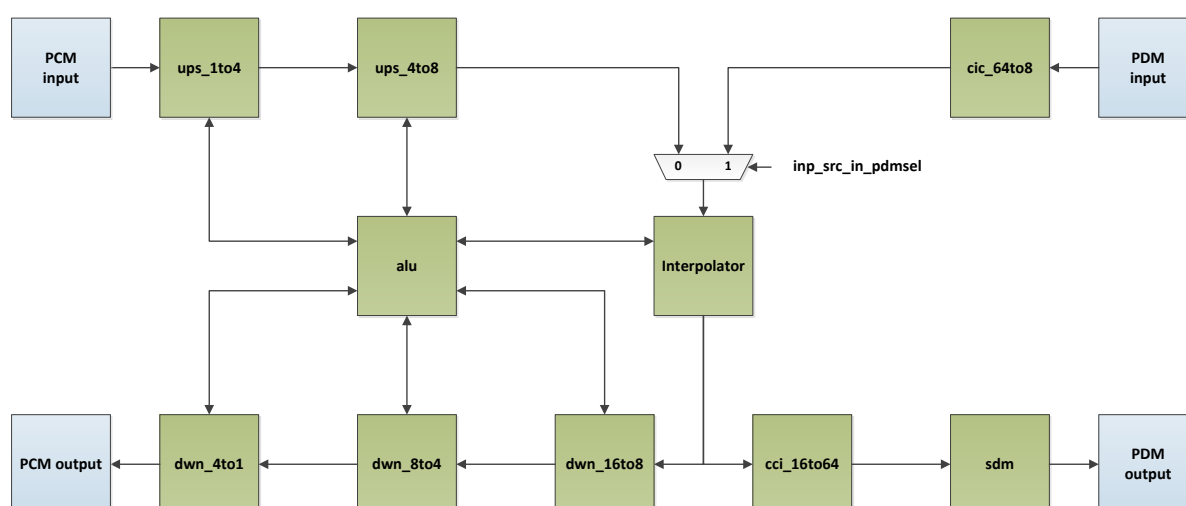 PCM
input
ups_1to4
ups_4to8
cic_64to8
PDM
input
0 1
inp_src_in_pdmsel
alu
Interpolator
PCM output
dwn_4to1
dwn_8to4
dwn_16to8
cci_16to64
sdm
PDM
output